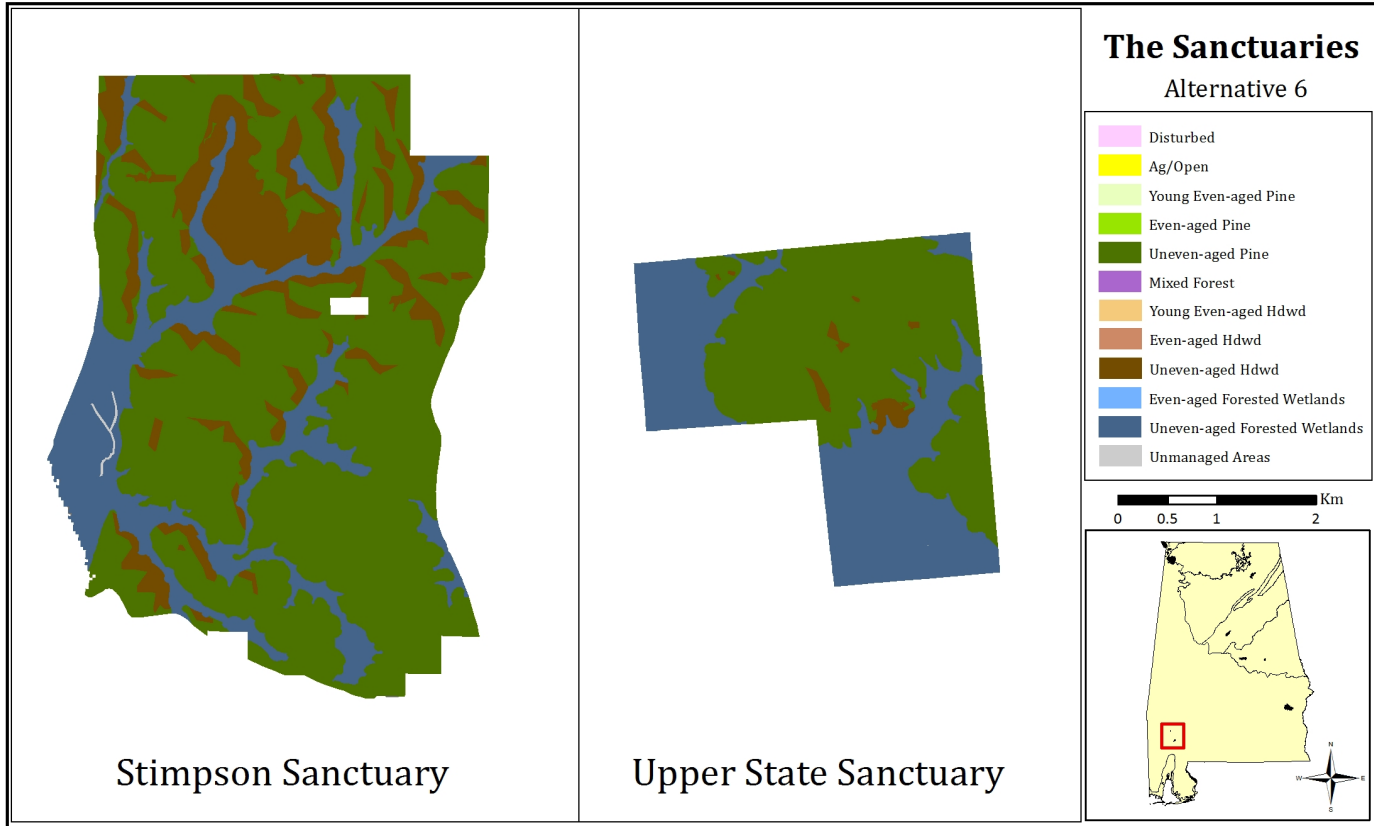 The Sanctuaries
Alternative 6
Disturbed
Ag/Open
Young Even-aged Pine
Even-aged Pine
Uneven-aged Pine
Mixed Forest
Young Even-aged Hdwd
Even-aged Hdwd
Uneven-aged Hdwd
Even-aged Forested Wetlands
Uneven-aged Forested Wetlands
Unmanaged Areas
Km
0 0.5 1 2
N
W E
S
Stimpson Sanctuary
Upper State Sanctuary